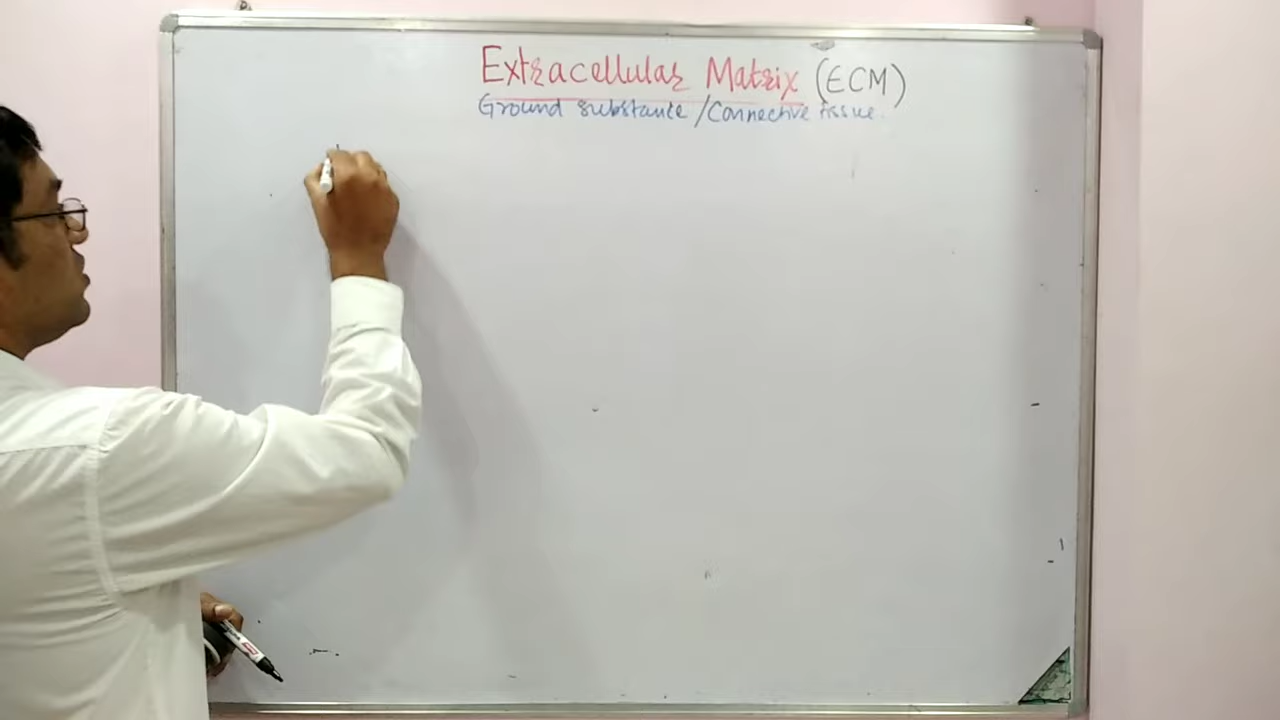 Extracellular Matrix (ECM)
Ground substance / Connective tissue.